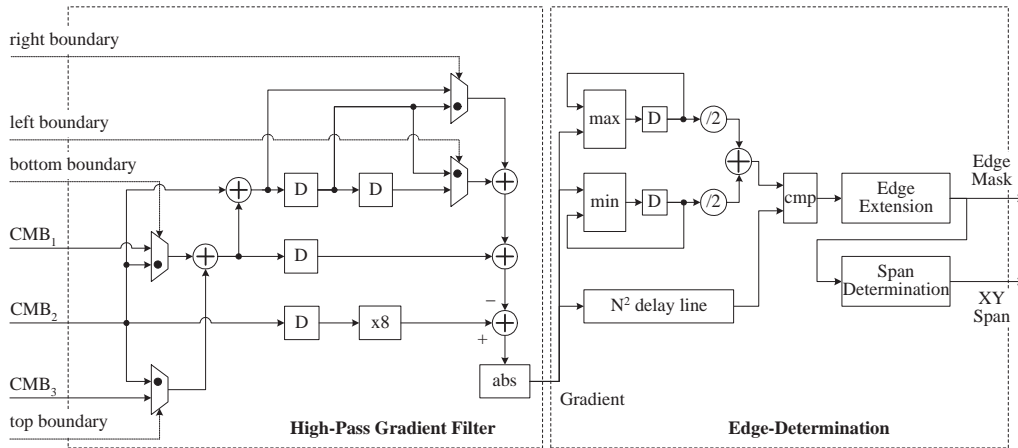 right boundary
left boundary
bottom boundary
CMB1
CMB2
CMB3
top boundary
D
D
D
D
x8
−
+
abs
High-Pass Gradient Filter
Gradient
max
D
/2
min
D
/2
cmp
N² delay line
Edge
Extension
Span
Determination
Edge
Mask
XY
Span
Edge-Determination